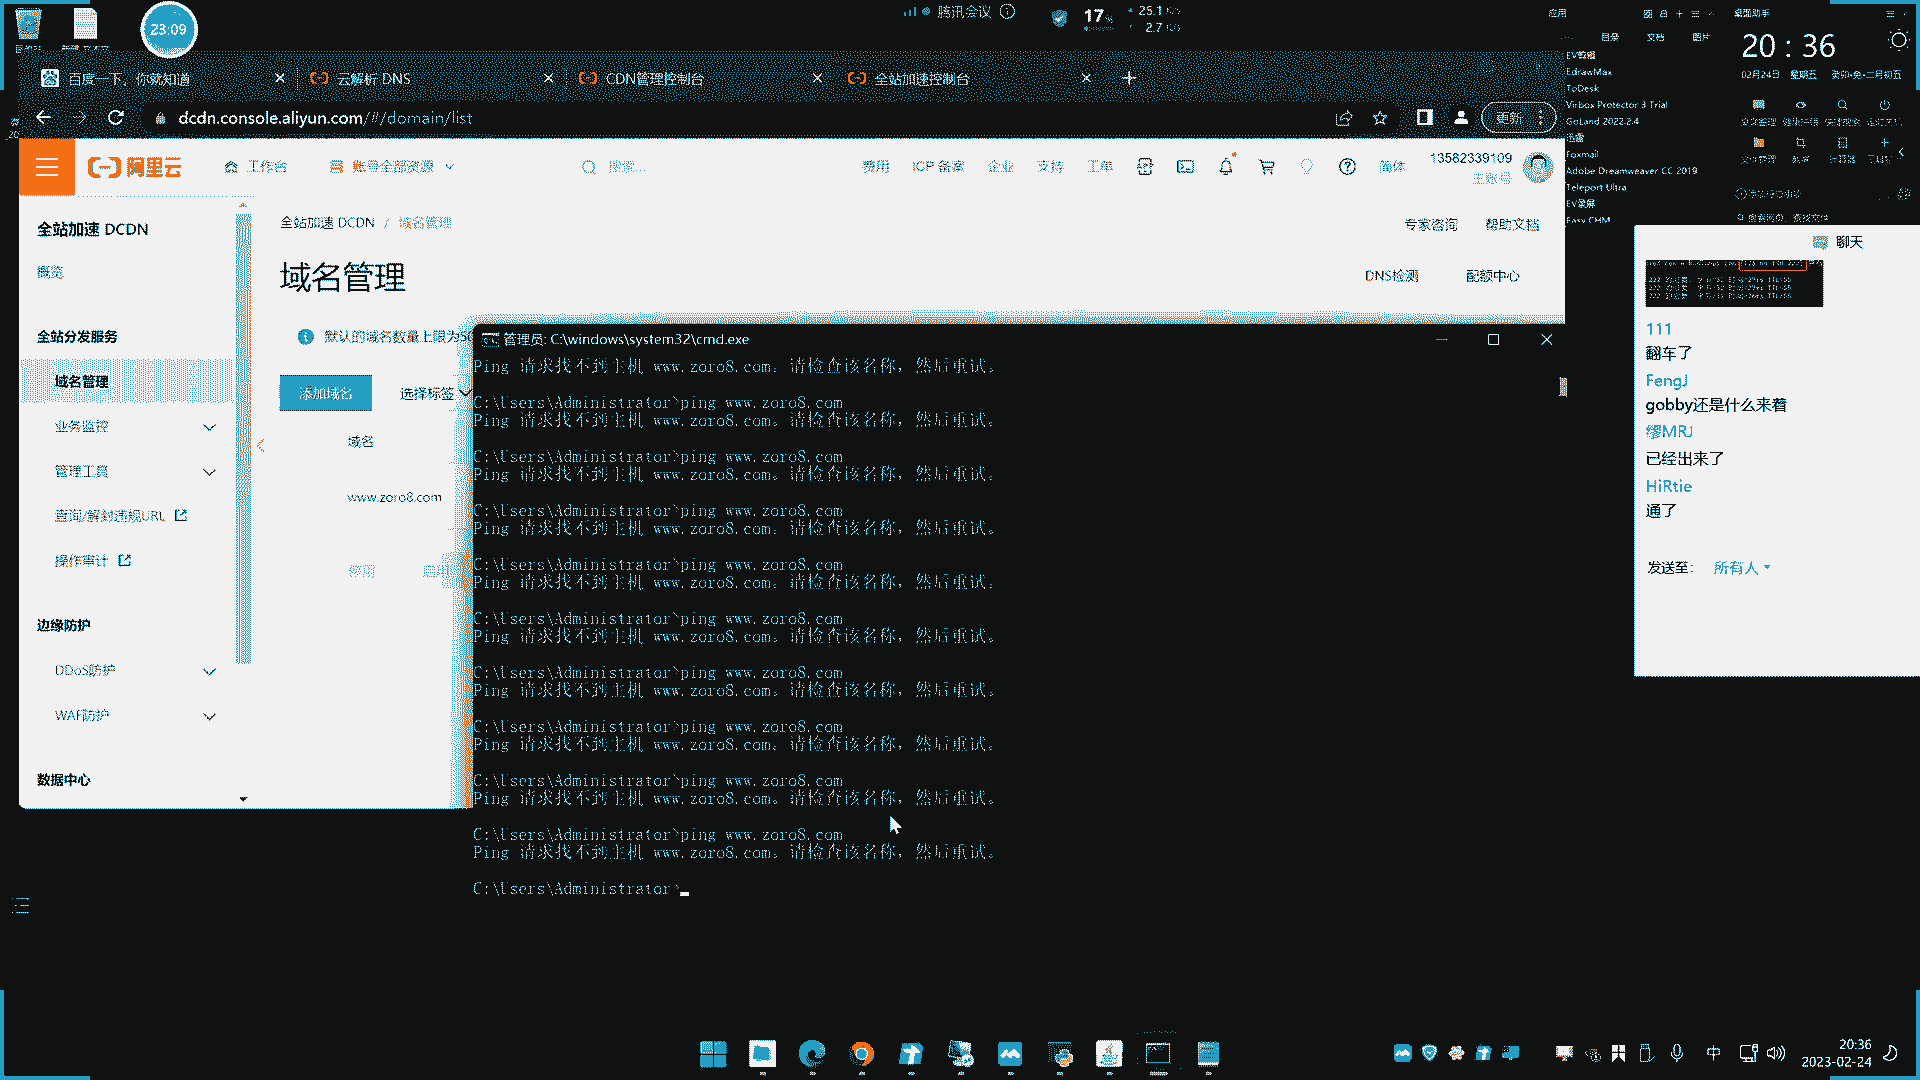 23:09
腾讯会议
17%
25.1 K/s
2.7 K/s
应用
桌面助手
目录
文档
图片
20 : 36
02月24日 星期五 癸卯·兔·二月初五
EV剪辑
EdrawMax
ToDesk
Virbox Protector 3 Trial
GoLand 2022.2.4
迅雷
Foxmail
Adobe Dreamweaver CC 2019
Teleport Ultra
EV录屏
Easy CHM
百度一下，你就知道
云解析 DNS
CDN管理控制台
全站加速控制台
dcdn.console.aliyun.com/#/domain/list
更新
阿里云
工作台
账号全部资源
搜索...
费用
ICP 备案
企业
支持
工单
简体
13582339109
主账号
全站加速 DCDN
概览
全站分发服务
域名管理
业务监控
管理工具
查询/解封违规URL
操作审计
边缘防护
DDoS防护
WAF防护
数据中心
全站加速 DCDN / 域名管理
专家咨询
帮助文档
域名管理
DNS检测
配额中心
默认的域名数量上限为50
添加域名
选择标签
域名
www.zoro8.com
停用
管理员: C:\windows\system32\cmd.exe
Ping 请求找不到主机 www.zoro8.com。请检查该名称，然后重试。
C:\Users\Administrator>ping www.zoro8.com
Ping 请求找不到主机 www.zoro8.com。请检查该名称，然后重试。
C:\Users\Administrator>ping www.zoro8.com
Ping 请求找不到主机 www.zoro8.com。请检查该名称，然后重试。
C:\Users\Administrator>ping www.zoro8.com
Ping 请求找不到主机 www.zoro8.com。请检查该名称，然后重试。
C:\Users\Administrator>ping www.zoro8.com
Ping 请求找不到主机 www.zoro8.com。请检查该名称，然后重试。
C:\Users\Administrator>ping www.zoro8.com
Ping 请求找不到主机 www.zoro8.com。请检查该名称，然后重试。
C:\Users\Administrator>ping www.zoro8.com
Ping 请求找不到主机 www.zoro8.com。请检查该名称，然后重试。
C:\Users\Administrator>ping www.zoro8.com
Ping 请求找不到主机 www.zoro8.com。请检查该名称，然后重试。
C:\Users\Administrator>ping www.zoro8.com
Ping 请求找不到主机 www.zoro8.com。请检查该名称，然后重试。
C:\Users\Administrator>ping www.zoro8.com
Ping 请求找不到主机 www.zoro8.com。请检查该名称，然后重试。
C:\Users\Administrator>
聊天
111
翻车了
FengJ
gobby还是什么来着
缪MRJ
已经出来了
HiRtie
通了
发送至：
所有人
中
20:36
2023-02-24